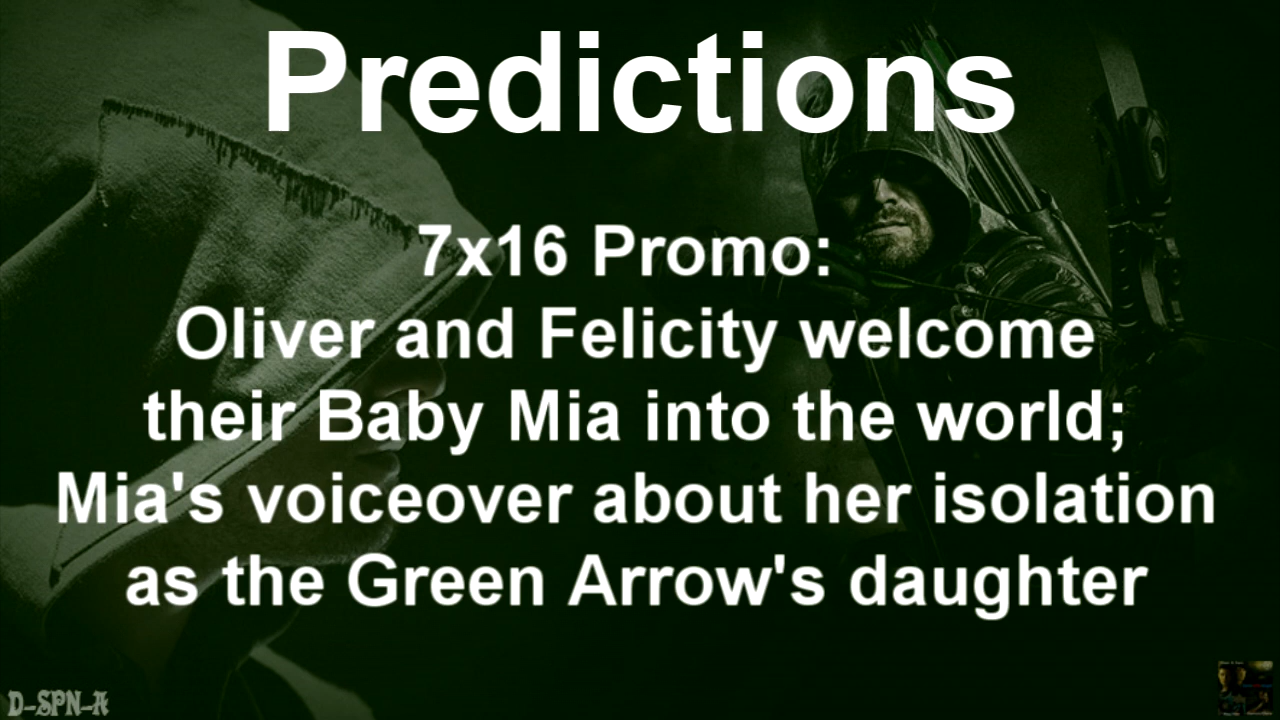 Predictions
7x16 Promo:
Oliver and Felicity welcome
their Baby Mia into the world;
Mia's voiceover about her isolation
as the Green Arrow's daughter
D-SPN-A